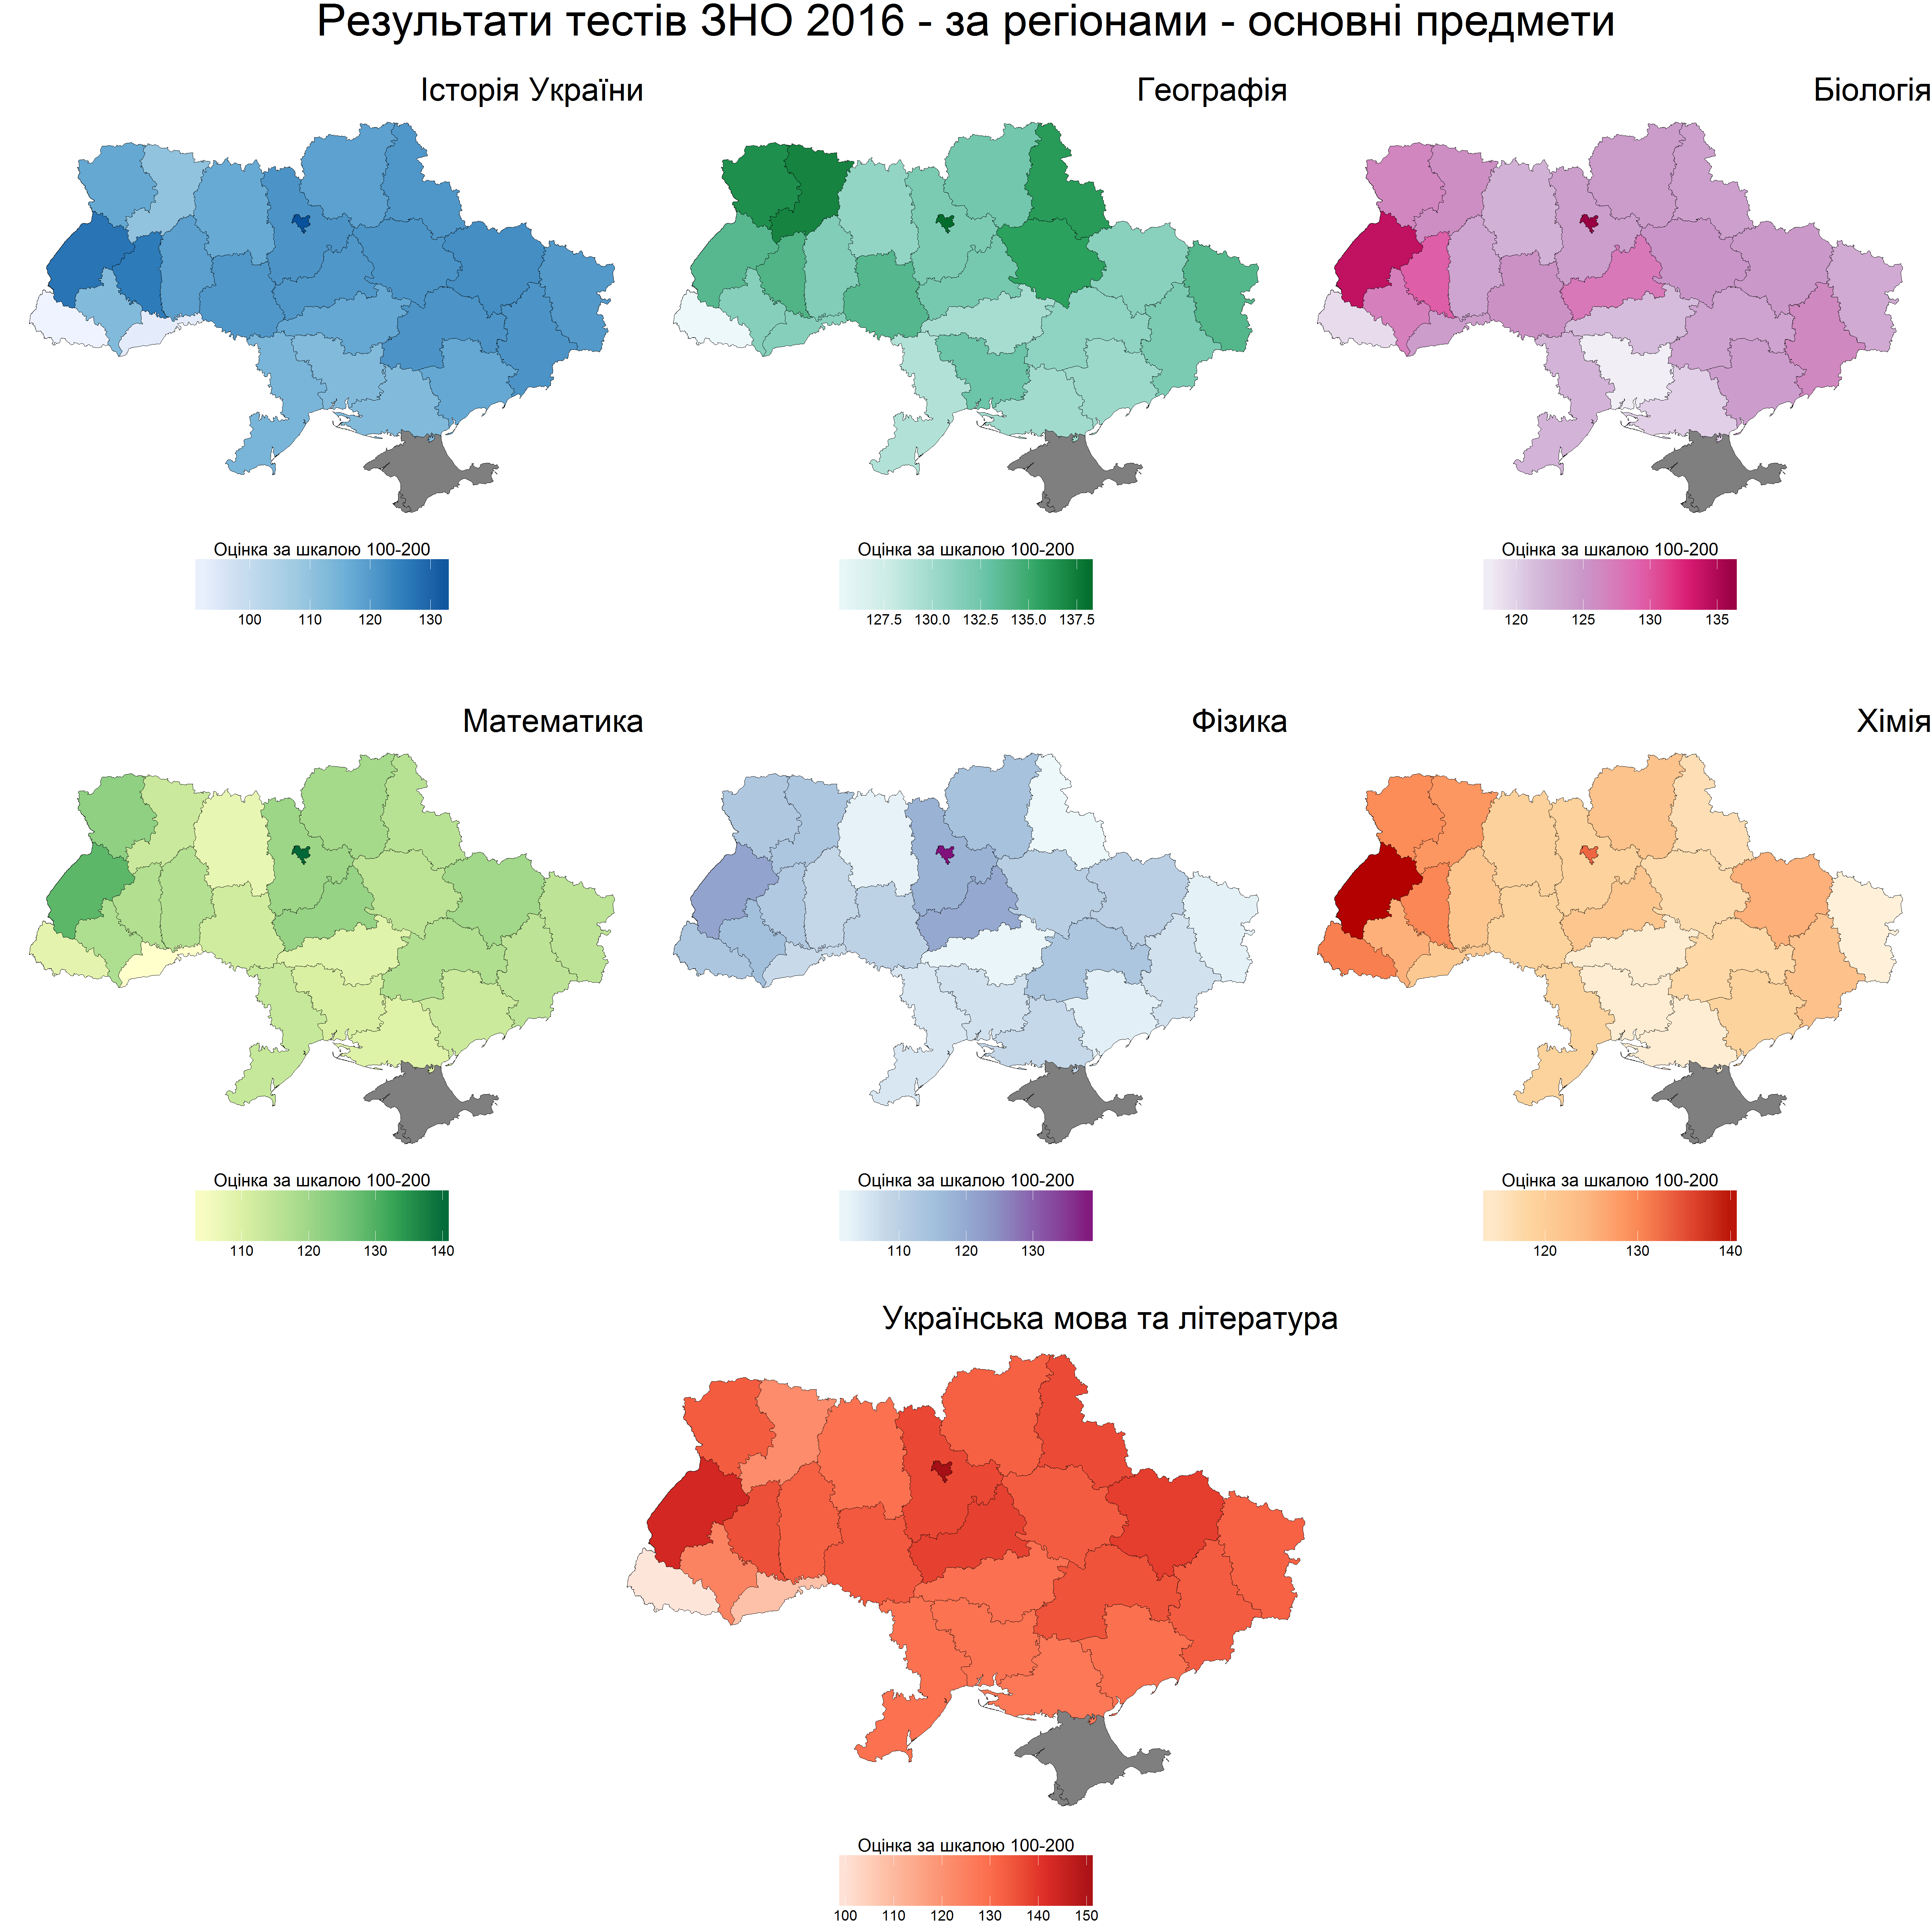 Результати тестів ЗНО 2016 - за регіонами - основні предмети
Історія України
Оцінка за шкалою 100-200
100 110 120 130
Географія
Оцінка за шкалою 100-200
127.5 130.0 132.5 135.0 137.5
Біологія
Оцінка за шкалою 100-200
120 125 130 135
Математика
Оцінка за шкалою 100-200
110 120 130 140
Фізика
Оцінка за шкалою 100-200
110 120 130
Хімія
Оцінка за шкалою 100-200
120 130 140
Українська мова та література
Оцінка за шкалою 100-200
100 110 120 130 140 150